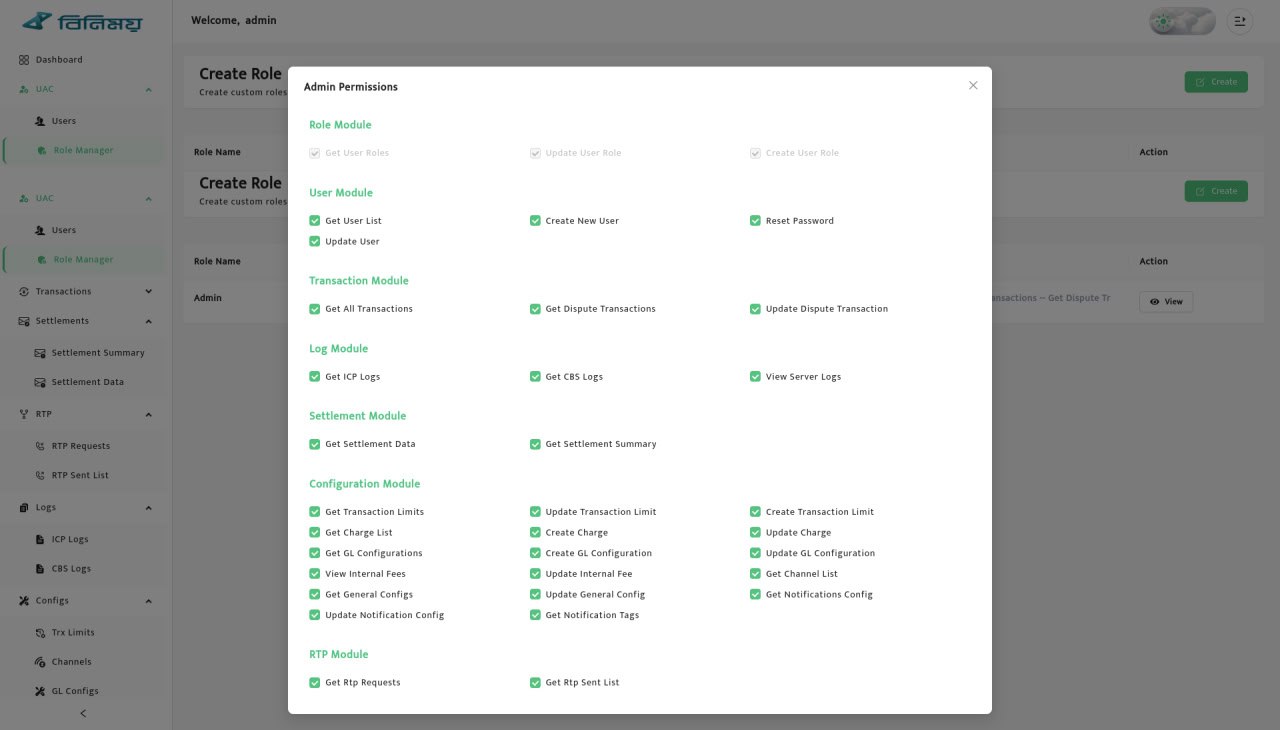 বিনিময়
Welcome, admin
Dashboard
UAC
Users
Role Manager
UAC
Users
Role Manager
Transactions
Settlements
Settlement Summary
Settlement Data
RTP
RTP Requests
RTP Sent List
Logs
ICP Logs
CBS Logs
Configs
Trx Limits
Channels
GL Configs
Create Role
Create custom roles
Create
Role Name
Action
Create Role
Create custom roles
Create
Role Name
Action
Admin
ansactions -- Get Dispute Tr
View
Admin Permissions
Role Module
Get User Roles Update User Role Create User Role
User Module
Get User List Create New User Reset Password
Update User
Transaction Module
Get All Transactions Get Dispute Transactions Update Dispute Transaction
Log Module
Get ICP Logs Get CBS Logs View Server Logs
Settlement Module
Get Settlement Data Get Settlement Summary
Configuration Module
Get Transaction Limits Update Transaction Limit Create Transaction Limit
Get Charge List Create Charge Update Charge
Get GL Configurations Create GL Configuration Update GL Configuration
View Internal Fees Update Internal Fee Get Channel List
Get General Configs Update General Config Get Notifications Config
Update Notification Config Get Notification Tags
RTP Module
Get Rtp Requests Get Rtp Sent List